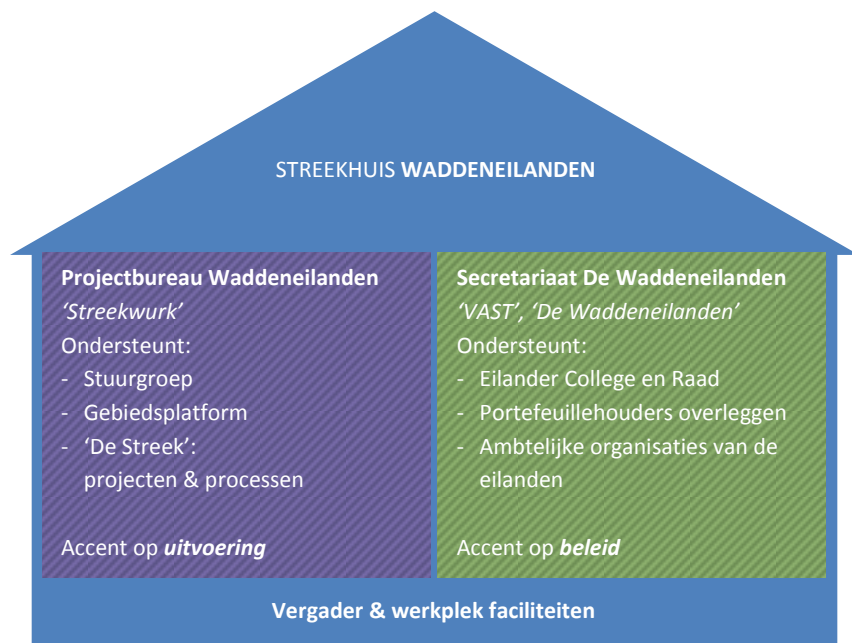 STREEKHUIS WADDENEILANDEN
Projectbureau Waddeneilanden
‘Streekwurk’
Ondersteunt:
- Stuurgroep
- Gebiedsplatform
- ‘De Streek’:
projecten & processen
Accent op uitvoering
Secretariaat De Waddeneilanden
‘VAST’, ‘De Waddeneilanden’
Ondersteunt:
- Eilander College en Raad
- Portefeuillehouders overleggen
- Ambtelijke organisaties van de
eilanden
Accent op beleid
Vergader & werkplek faciliteiten